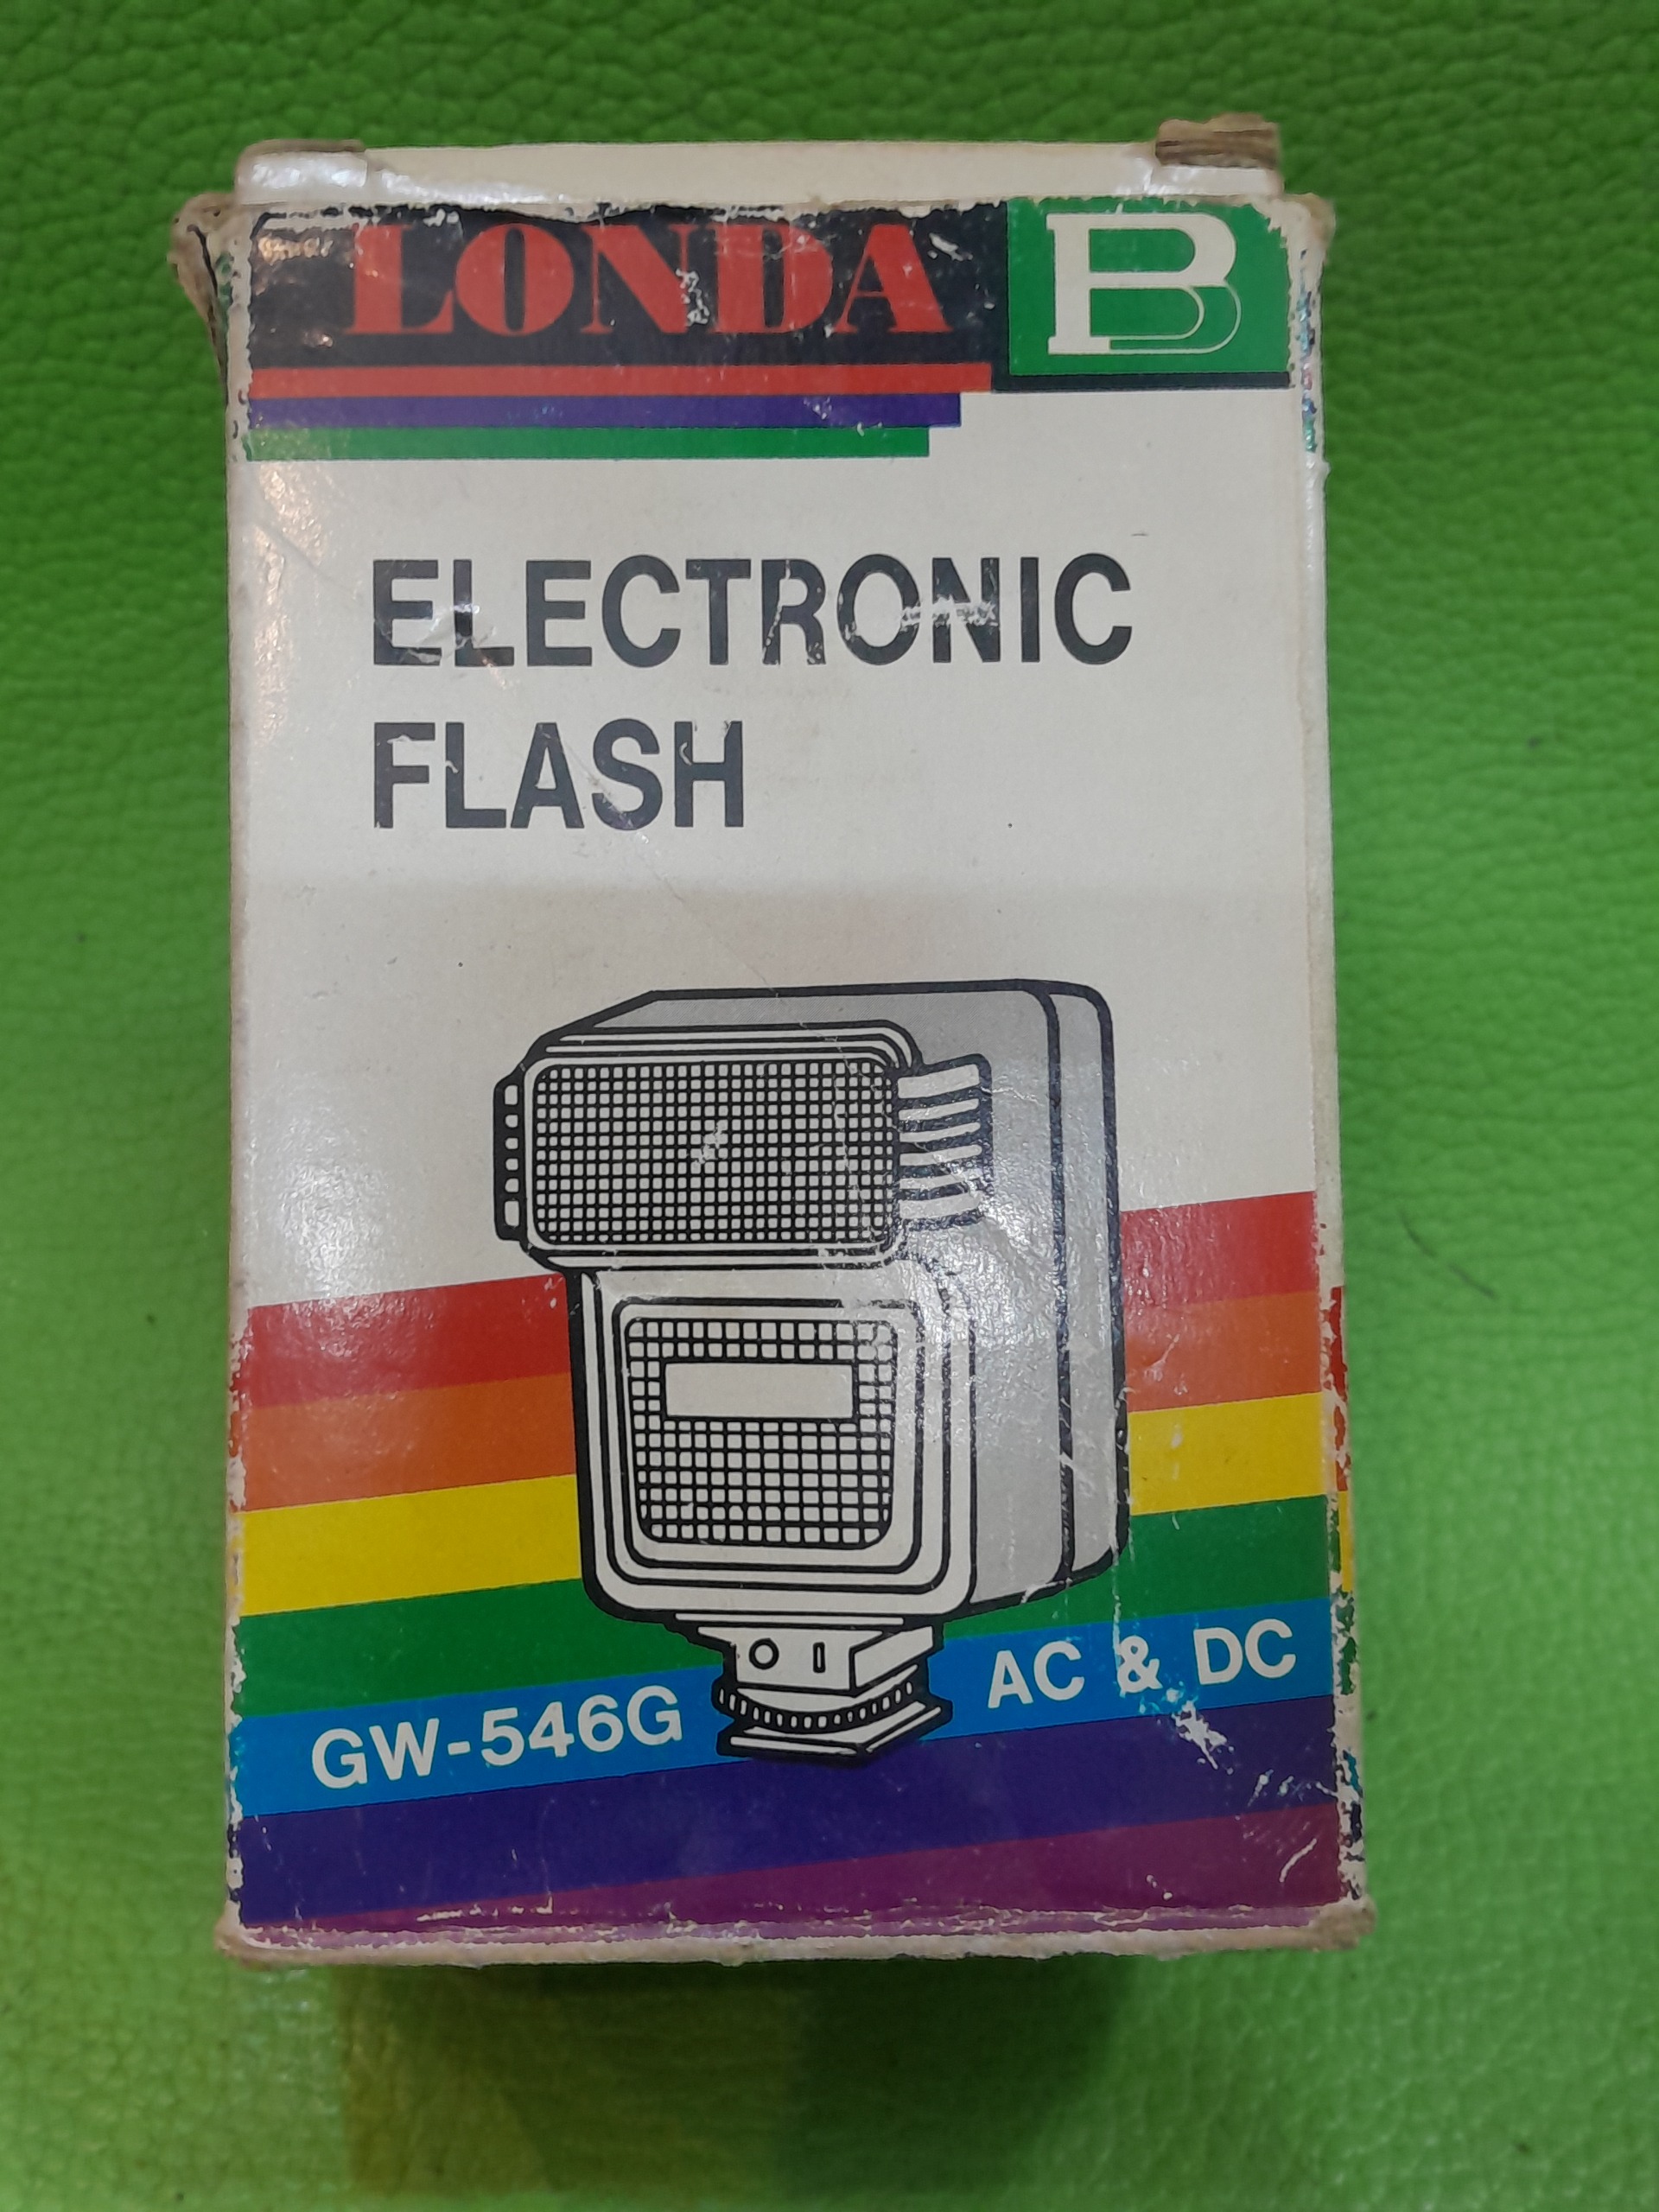 LONDA B
ELECTRONIC
FLASH
GW-546G AC & DC